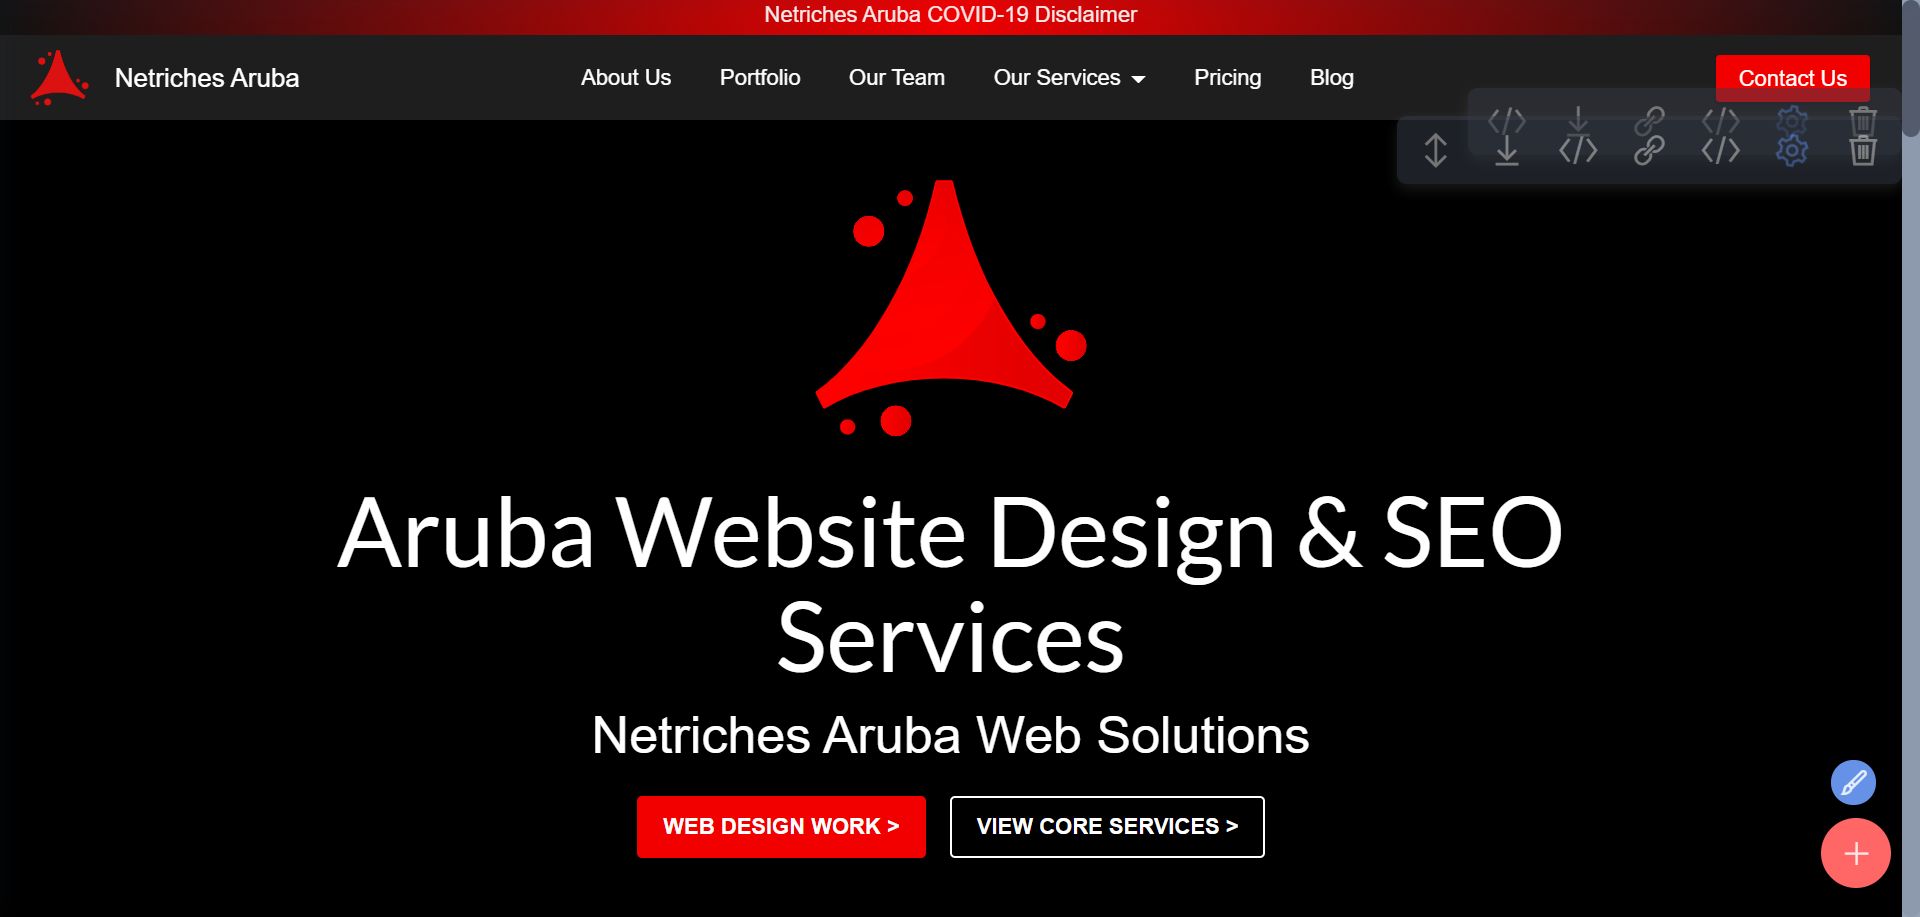 Netriches Aruba COVID-19 Disclaimer
Netriches Aruba
About Us
Portfolio
Our Team
Our Services
Pricing
Blog
Contact Us
Aruba Website Design & SEO
Services
Netriches Aruba Web Solutions
WEB DESIGN WORK >
VIEW CORE SERVICES >